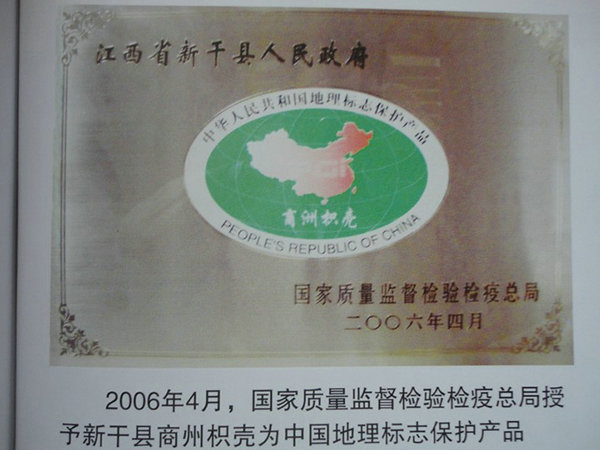 江西省新干县人民政府
中华人民共和国地理标志保护产品
商洲枳壳
PEOPLE'S REPUBLIC OF CHINA
国家质量监督检验检疫总局
二〇〇六年四月
2006年4月，国家质量监督检验检疫总局授
予新干县商州枳壳为中国地理标志保护产品